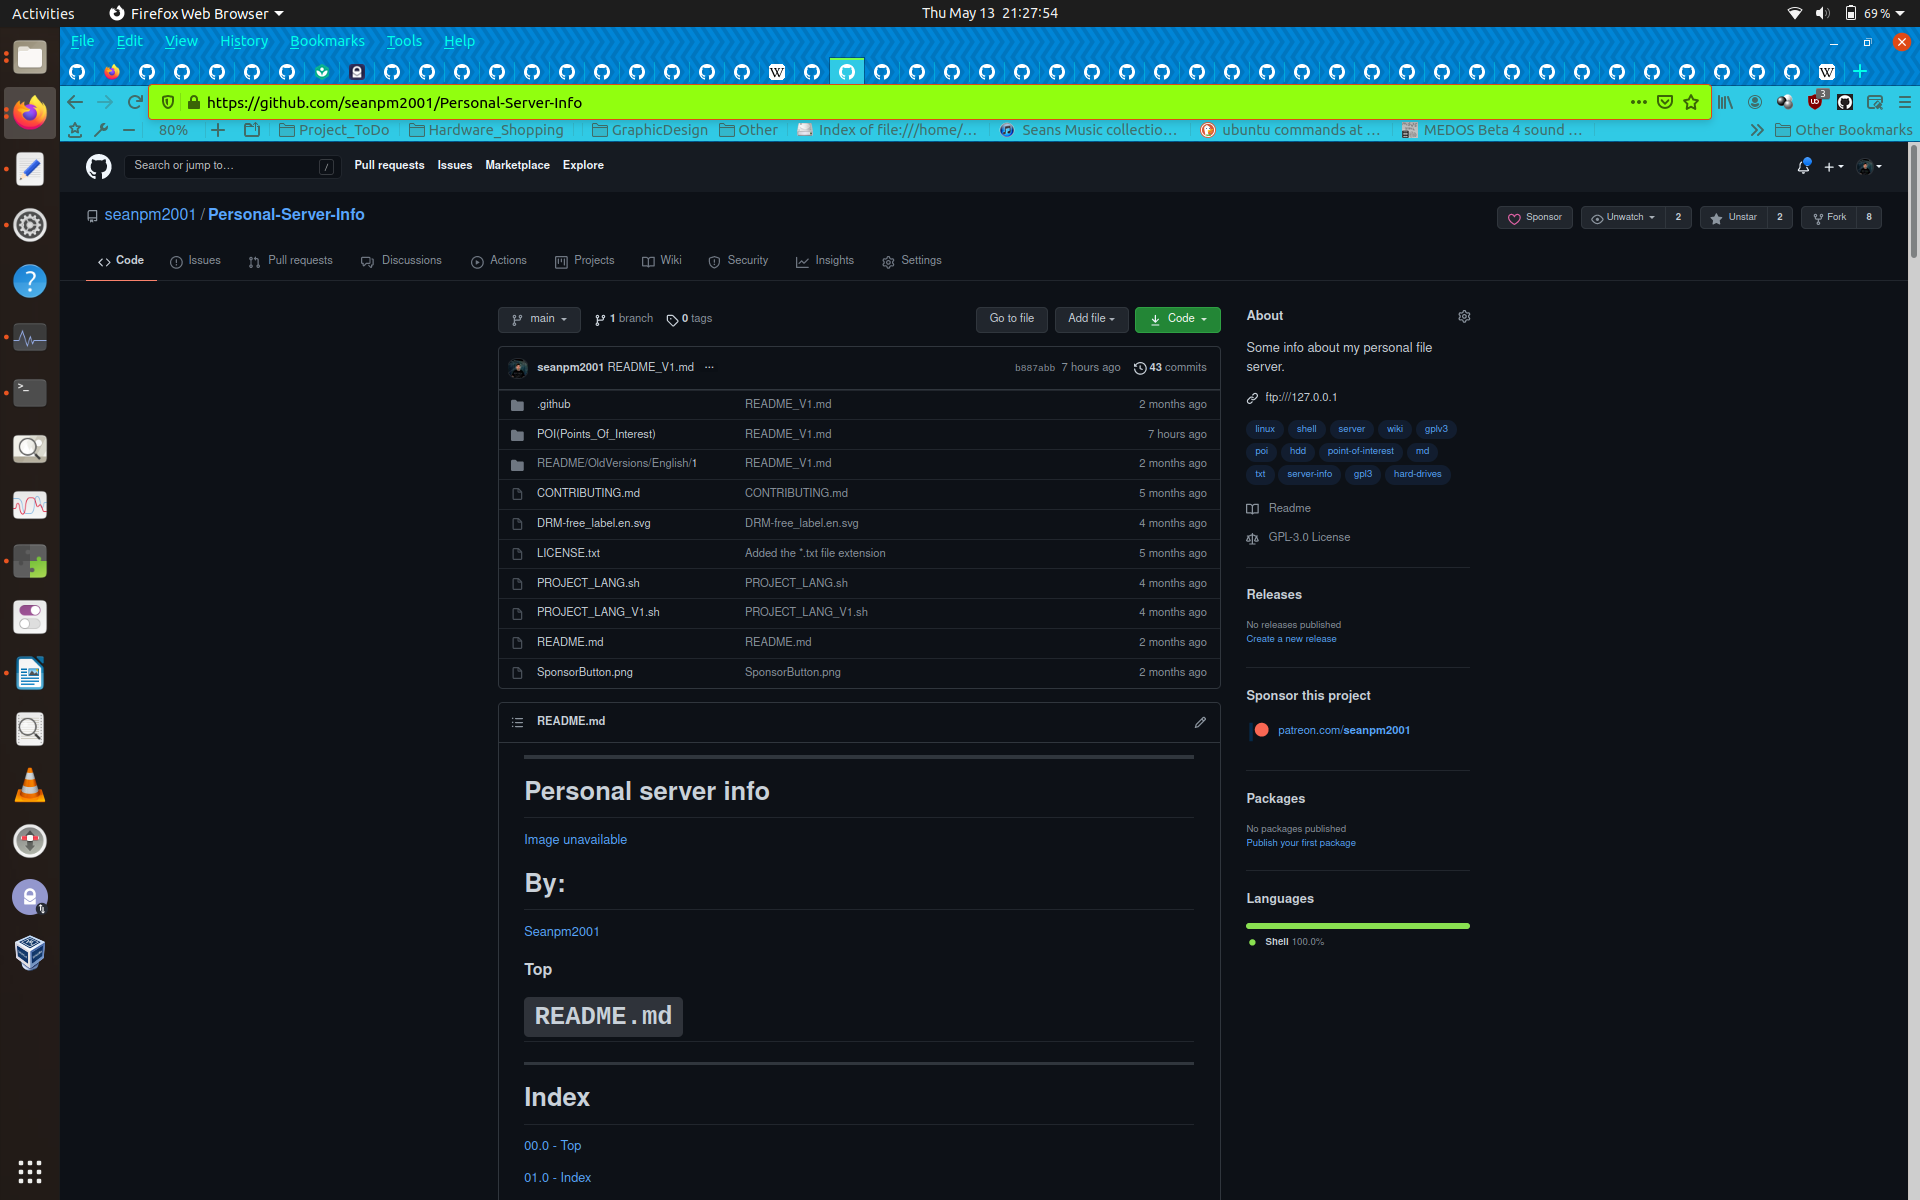 Activities Firefox Web Browser Thu May 13 21:27:54 69 %
File Edit View History Bookmarks Tools Help
https://github.com/seanpm2001/Personal-Server-Info 3
80% Project_ToDo Hardware_Shopping GraphicDesign Other Index of file:///home/... Seans Music collectio... ubuntu commands at ... MEDOS Beta 4 sound ... Other Bookmarks
Search or jump to... / Pull requests Issues Marketplace Explore
seanpm2001 / Personal-Server-Info Sponsor Unwatch 2 Unstar 2 Fork 8
Code Issues Pull requests Discussions Actions Projects Wiki Security Insights Settings
main 1 branch 0 tags Go to file Add file Code
seanpm2001 README_V1.md ... b887abb 7 hours ago 43 commits
.github README_V1.md 2 months ago
POI(Points_Of_Interest) README_V1.md 7 hours ago
README/OldVersions/English/1 README_V1.md 2 months ago
CONTRIBUTING.md CONTRIBUTING.md 5 months ago
DRM-free_label.en.svg DRM-free_label.en.svg 4 months ago
LICENSE.txt Added the *.txt file extension 5 months ago
PROJECT_LANG.sh PROJECT_LANG.sh 4 months ago
PROJECT_LANG_V1.sh PROJECT_LANG_V1.sh 4 months ago
README.md README.md 2 months ago
SponsorButton.png SponsorButton.png 2 months ago
README.md
Personal server info
Image unavailable
By:
Seanpm2001
Top
README.md
Index
00.0 - Top
01.0 - Index
About
Some info about my personal file
server.
ftp:///127.0.0.1
linux shell server wiki gplv3
poi hdd point-of-interest md
txt server-info gpl3 hard-drives
Readme
GPL-3.0 License
Releases
No releases published
Create a new release
Sponsor this project
patreon.com/seanpm2001
Packages
No packages published
Publish your first package
Languages
Shell 100.0%